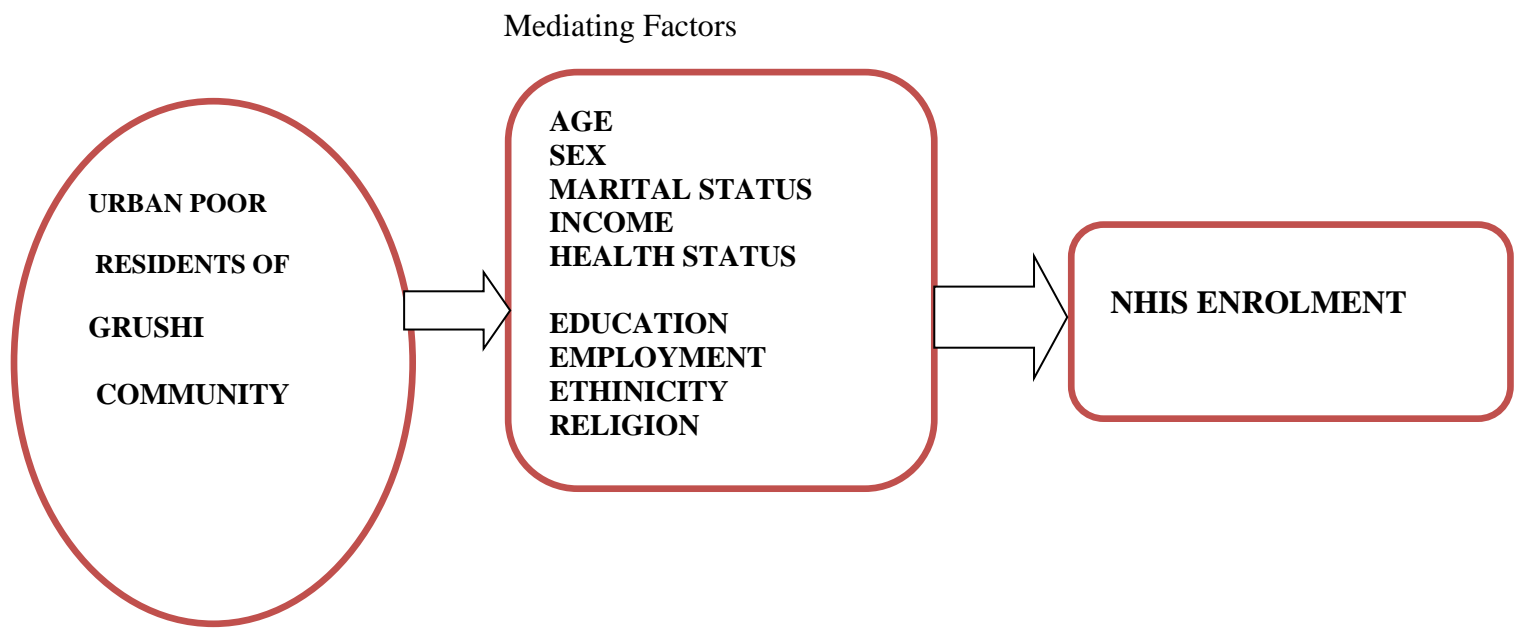 Mediating Factors
URBAN POOR
RESIDENTS OF
GRUSHI
COMMUNITY
AGE
SEX
MARITAL STATUS
INCOME
HEALTH STATUS
EDUCATION
EMPLOYMENT
ETHINICITY
RELIGION
NHIS ENROLMENT